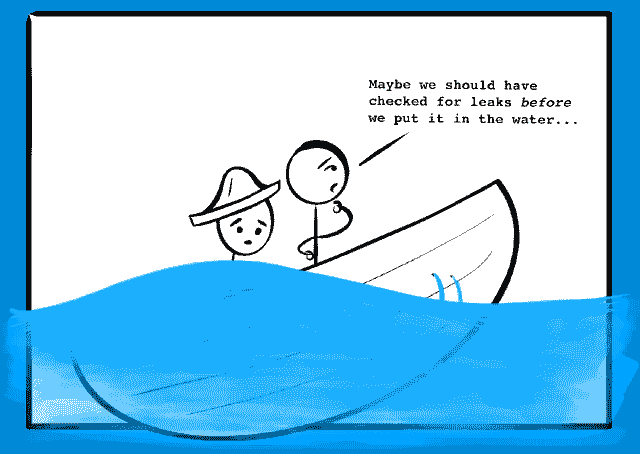 Maybe we should have
checked for leaks before
we put it in the water...